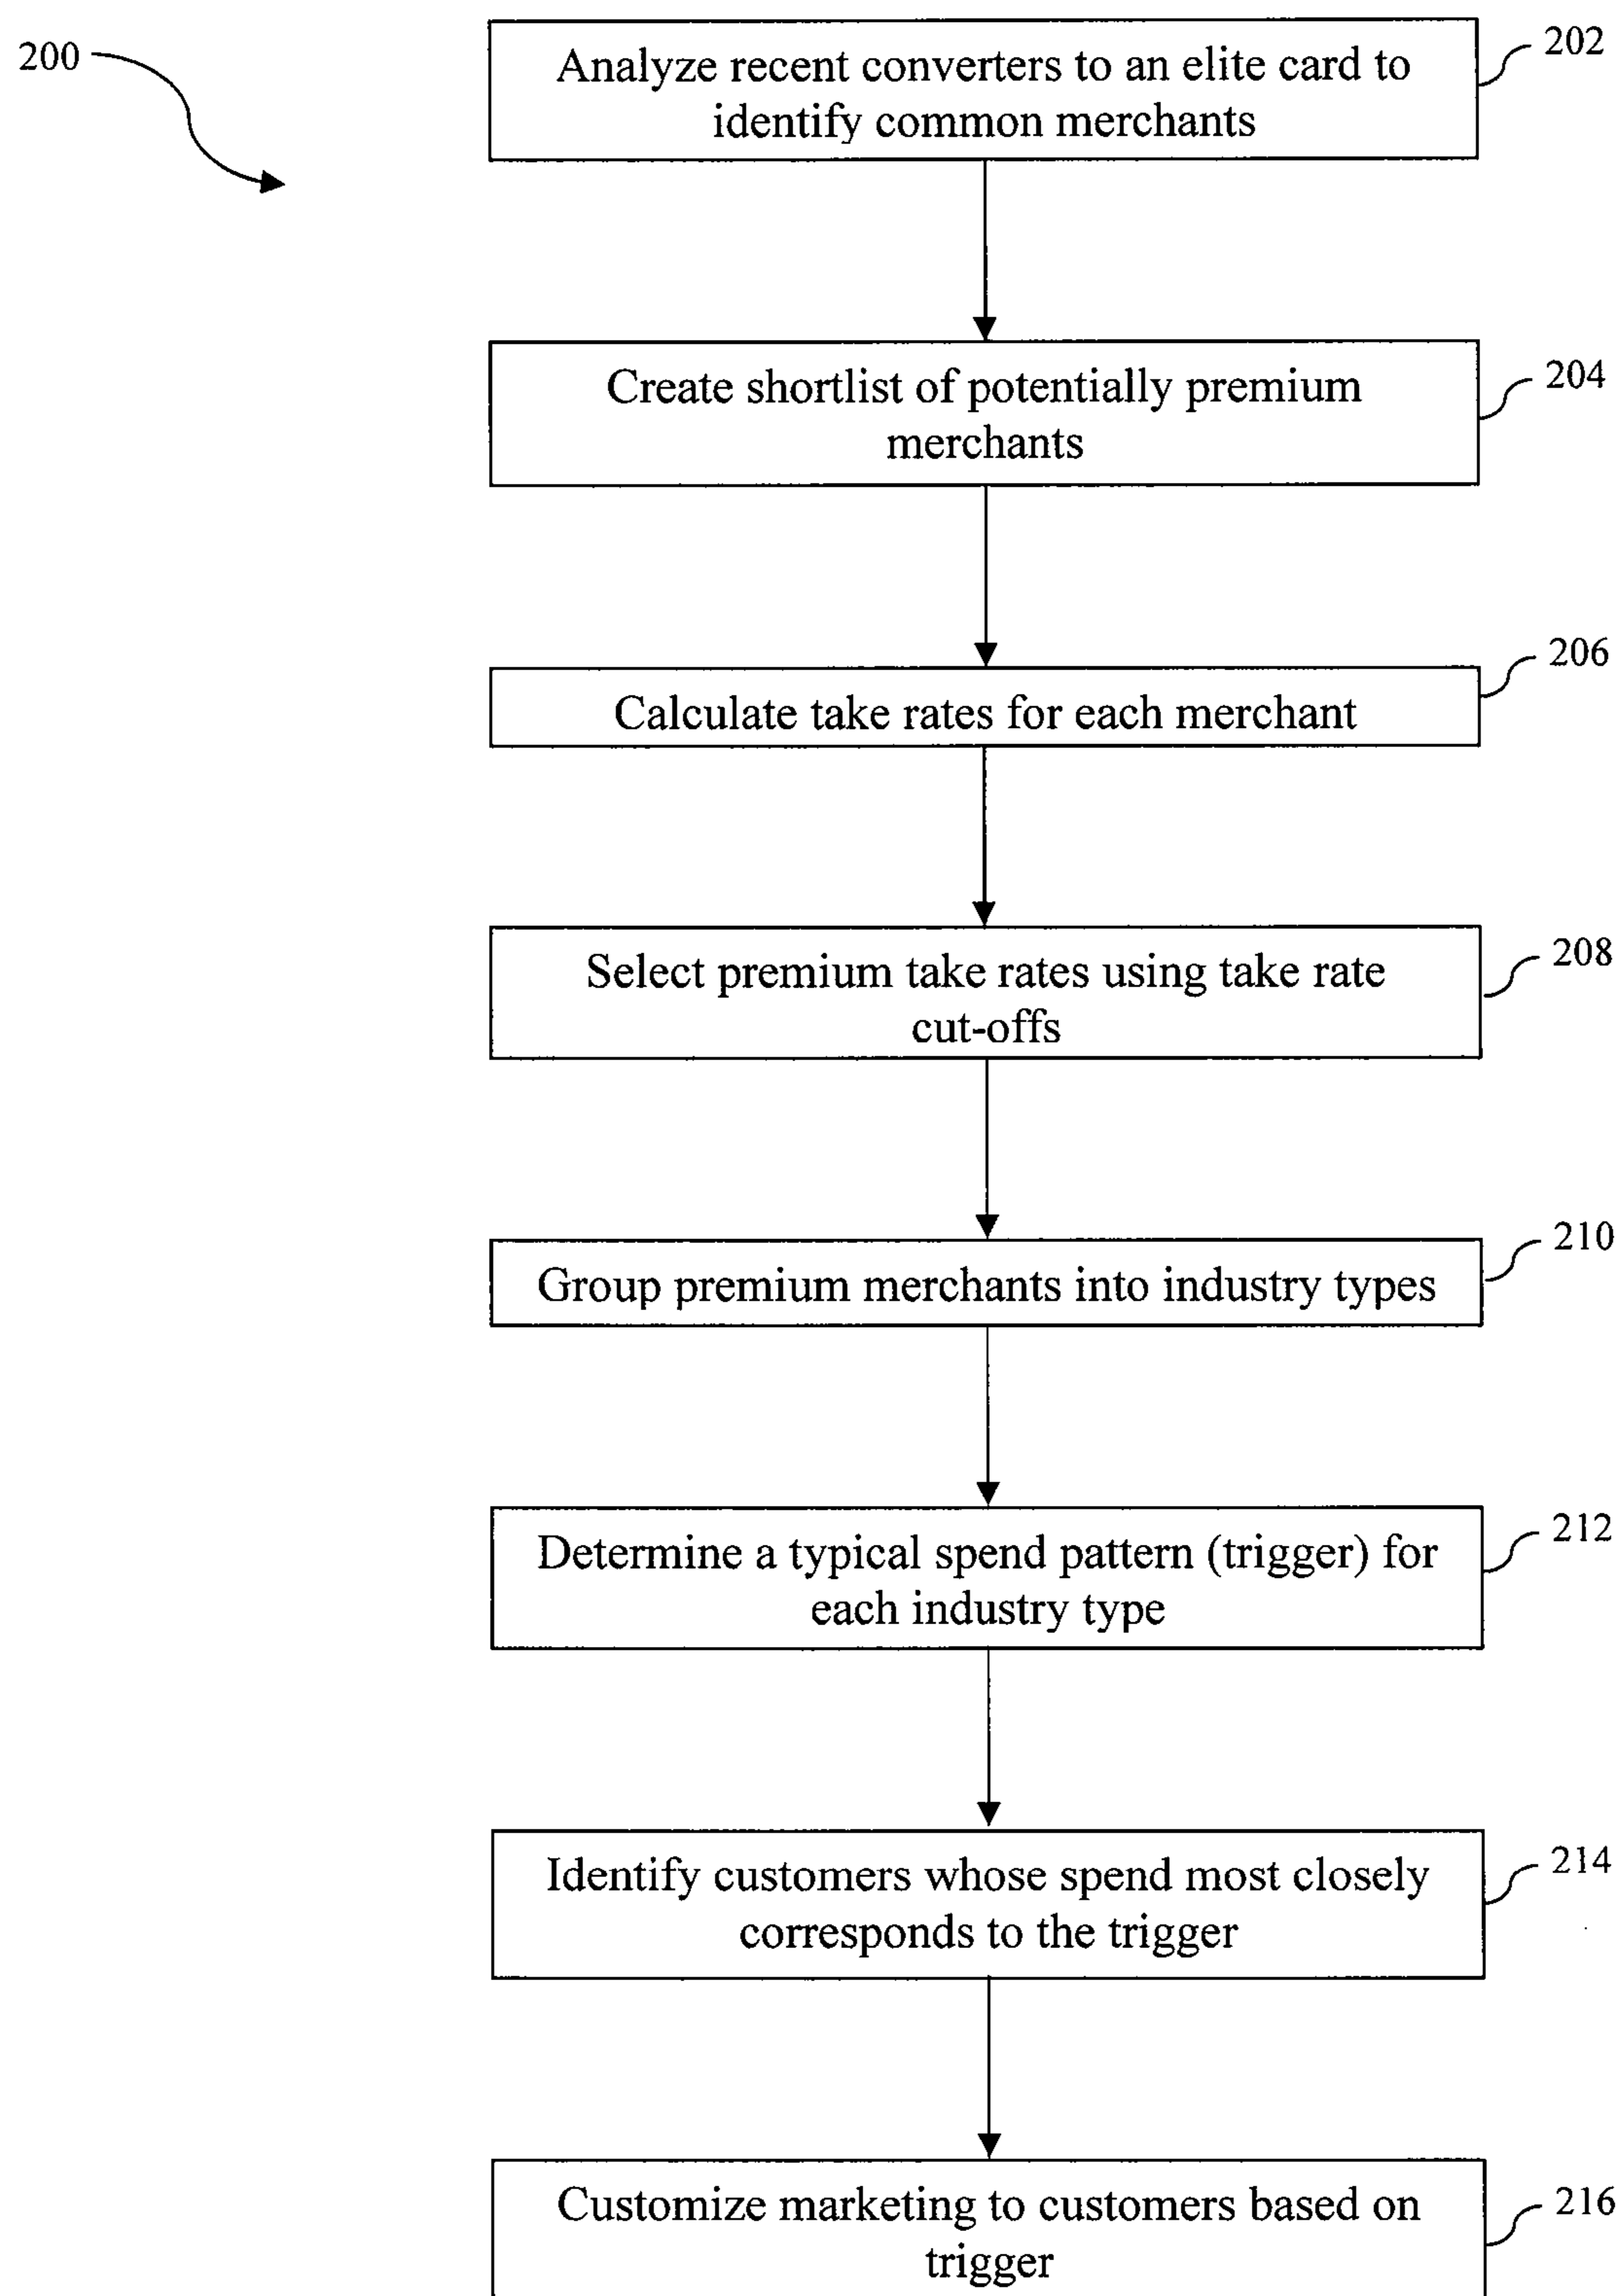 200
Analyze recent converters to an elite card to
identify common merchants
202
Create shortlist of potentially premium
merchants
204
Calculate take rates for each merchant
206
Select premium take rates using take rate
cut-offs
208
Group premium merchants into industry types
210
Determine a typical spend pattern (trigger) for
each industry type
212
Identify customers whose spend most closely
corresponds to the trigger
214
Customize marketing to customers based on
trigger
216